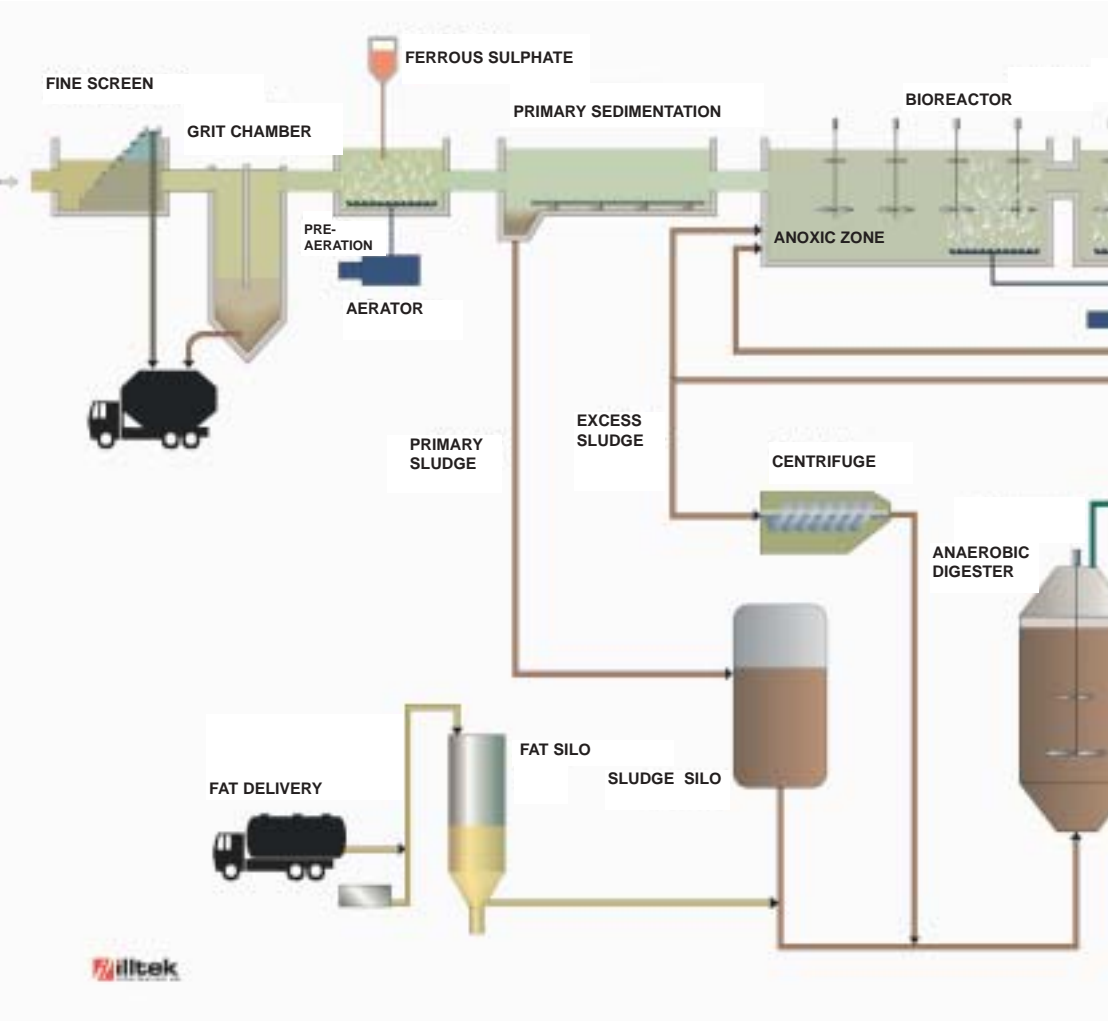 FERROUS SULPHATE
FINE SCREEN
BIOREACTOR
PRIMARY SEDIMENTATION
GRIT CHAMBER
PRE-
AERATION
ANOXIC ZONE
AERATOR
EXCESS
SLUDGE
PRIMARY
SLUDGE
CENTRIFUGE
ANAEROBIC
DIGESTER
FAT SILO
SLUDGE SILO
FAT DELIVERY
illtek